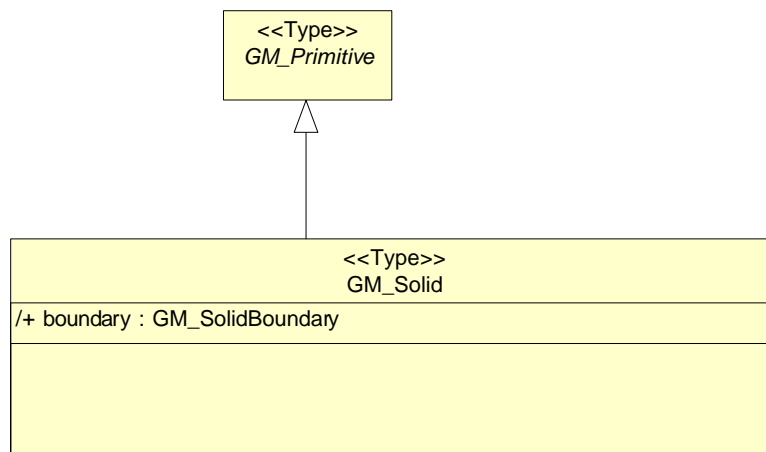 <<Type>>
GM_Primitive
<<Type>>
GM_Solid
/+ boundary : GM_SolidBoundary